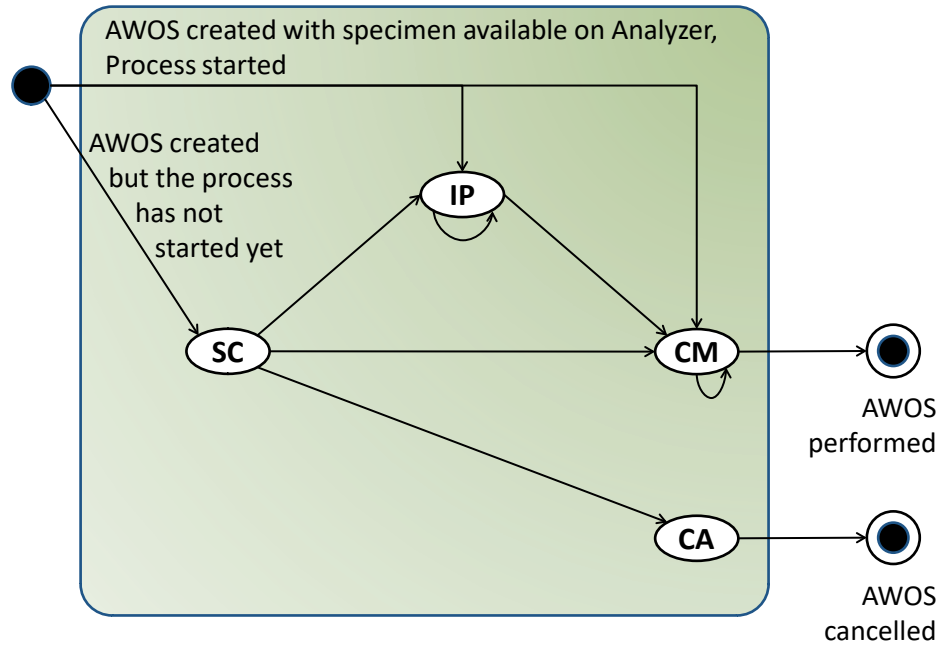 AWOS created with specimen available on Analyzer,
Process started
AWOS created
but the process
has not
started yet
IP
SC
CM
AWOS
performed
CA
AWOS
cancelled